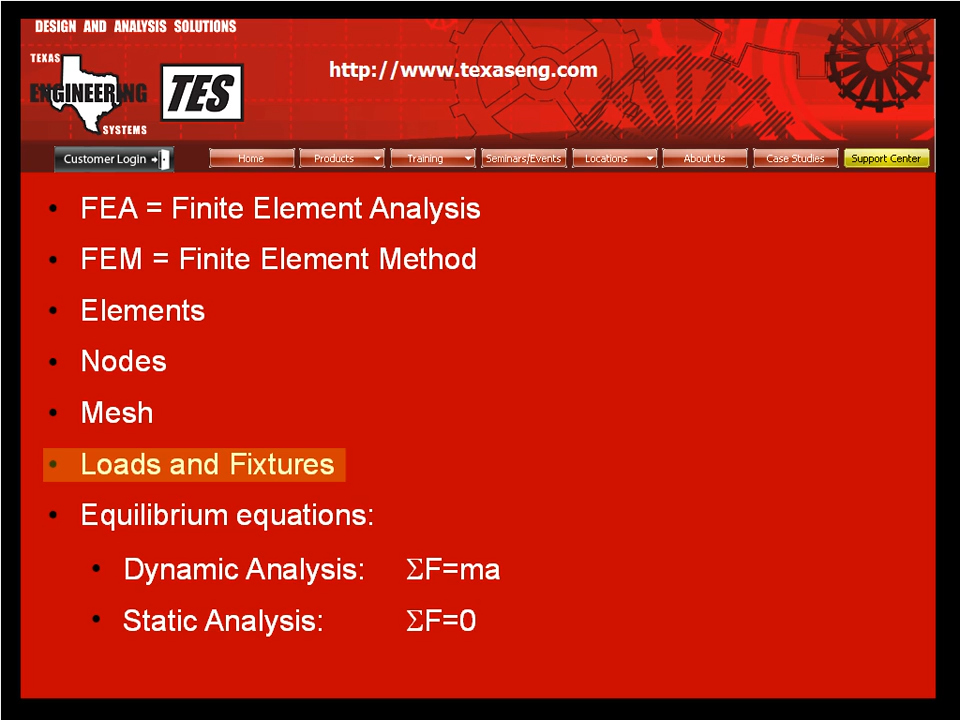 DESIGN AND ANALYSIS SOLUTIONS
TEXAS
ENGINEERING
SYSTEMS
TES
http://www.texaseng.com
Customer Login
Home
Products
Training
Seminars/Events
Locations
About Us
Case Studies
Support Center
• FEA = Finite Element Analysis
• FEM = Finite Element Method
• Elements
• Nodes
• Mesh
• Loads and Fixtures
• Equilibrium equations:
• Dynamic Analysis: ΣF=ma
• Static Analysis: ΣF=0